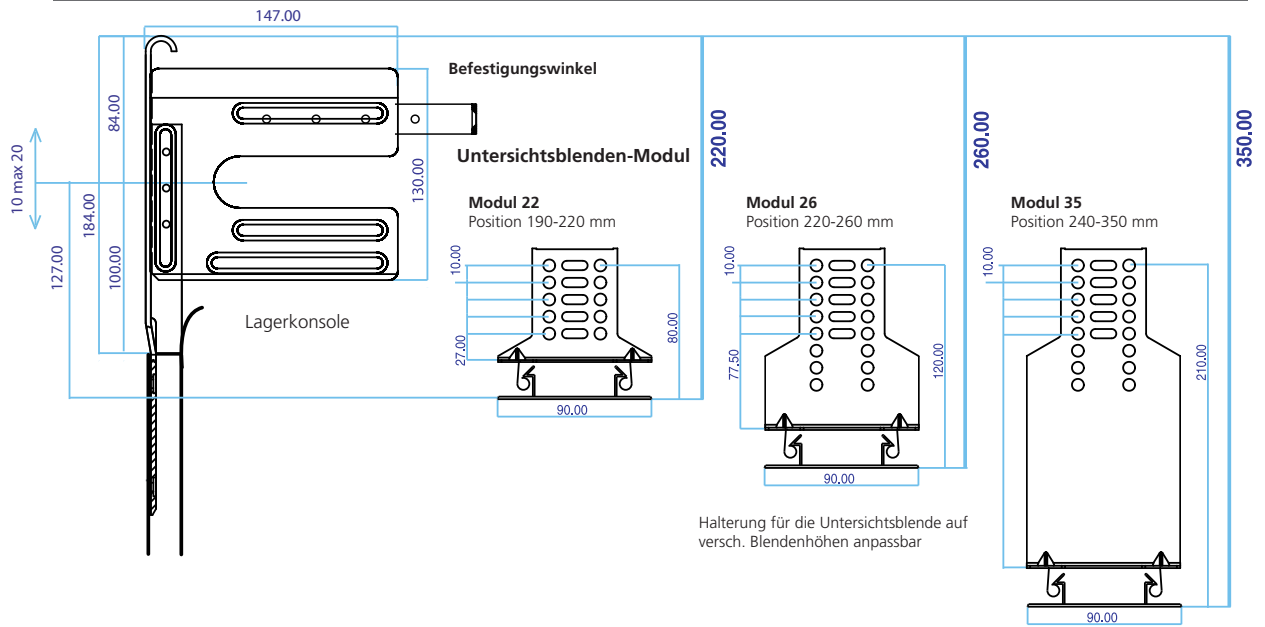 147.00
Befestigungswinkel
84.00
10 max 20
184.00
127.00
100.00
130.00
Lagerkonsole
Untersichtsblenden-Modul
220.00
260.00
350.00
Modul 22
Position 190-220 mm
10.00
27.00
80.00
90.00
Modul 26
Position 220-260 mm
10.00
77.50
120.00
90.00
Modul 35
Position 240-350 mm
10.00
210.00
90.00
Halterung für die Untersichtsblende auf
versch. Blendenhöhen anpassbar